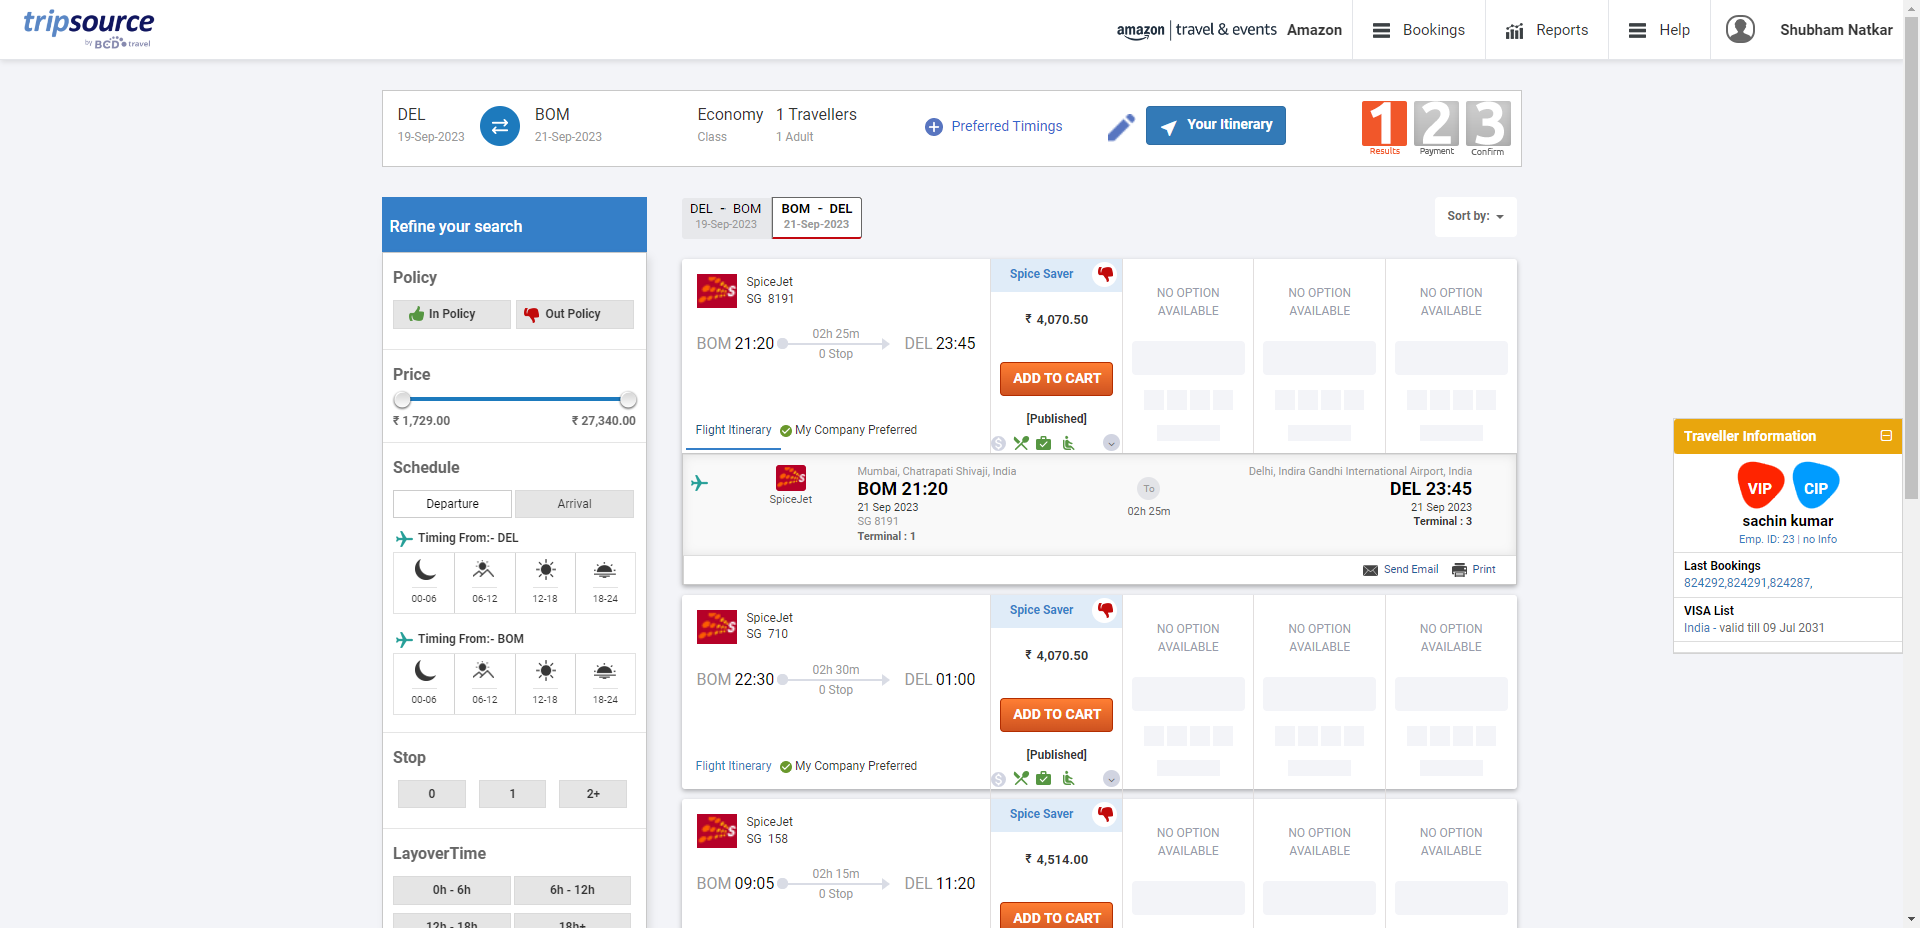 tripsource
by BCD travel
amazon | travel & events Amazon
Bookings
Reports
Help
Shubham Natkar
DEL
19-Sep-2023
BOM
21-Sep-2023
Economy
Class
1 Travellers
1 Adult
Preferred Timings
Your Itinerary
1 2 3
Results Payment Confirm
Refine your search
Policy
In Policy
Out Policy
Price
₹ 1,729.00
₹ 27,340.00
Schedule
Departure
Arrival
Timing From:- DEL
00-06
06-12
12-18
18-24
Timing From:- BOM
00-06
06-12
12-18
18-24
Stop
0
1
2+
LayoverTime
0h - 6h
6h - 12h
12h - 18h
18h+
DEL - BOM
19-Sep-2023
BOM - DEL
21-Sep-2023
Sort by:
SpiceJet
SG 8191
BOM 21:20
02h 25m
0 Stop
DEL 23:45
Flight Itinerary
My Company Preferred
Spice Saver
₹ 4,070.50
ADD TO CART
[Published]
NO OPTION
AVAILABLE
NO OPTION
AVAILABLE
NO OPTION
AVAILABLE
SpiceJet
Mumbai, Chatrapati Shivaji, India
BOM 21:20
21 Sep 2023
SG 8191
Terminal : 1
To
02h 25m
Delhi, Indira Gandhi International Airport, India
DEL 23:45
21 Sep 2023
Terminal : 3
Send Email
Print
SpiceJet
SG 710
BOM 22:30
02h 30m
0 Stop
DEL 01:00
Flight Itinerary
My Company Preferred
Spice Saver
₹ 4,070.50
ADD TO CART
[Published]
NO OPTION
AVAILABLE
NO OPTION
AVAILABLE
NO OPTION
AVAILABLE
SpiceJet
SG 158
BOM 09:05
02h 15m
0 Stop
DEL 11:20
Spice Saver
₹ 4,514.00
ADD TO CART
NO OPTION
AVAILABLE
NO OPTION
AVAILABLE
NO OPTION
AVAILABLE
Traveller Information
VIP
CIP
sachin kumar
Emp. ID: 23 | no Info
Last Bookings
824292,824291,824287,
VISA List
India - valid till 09 Jul 2031